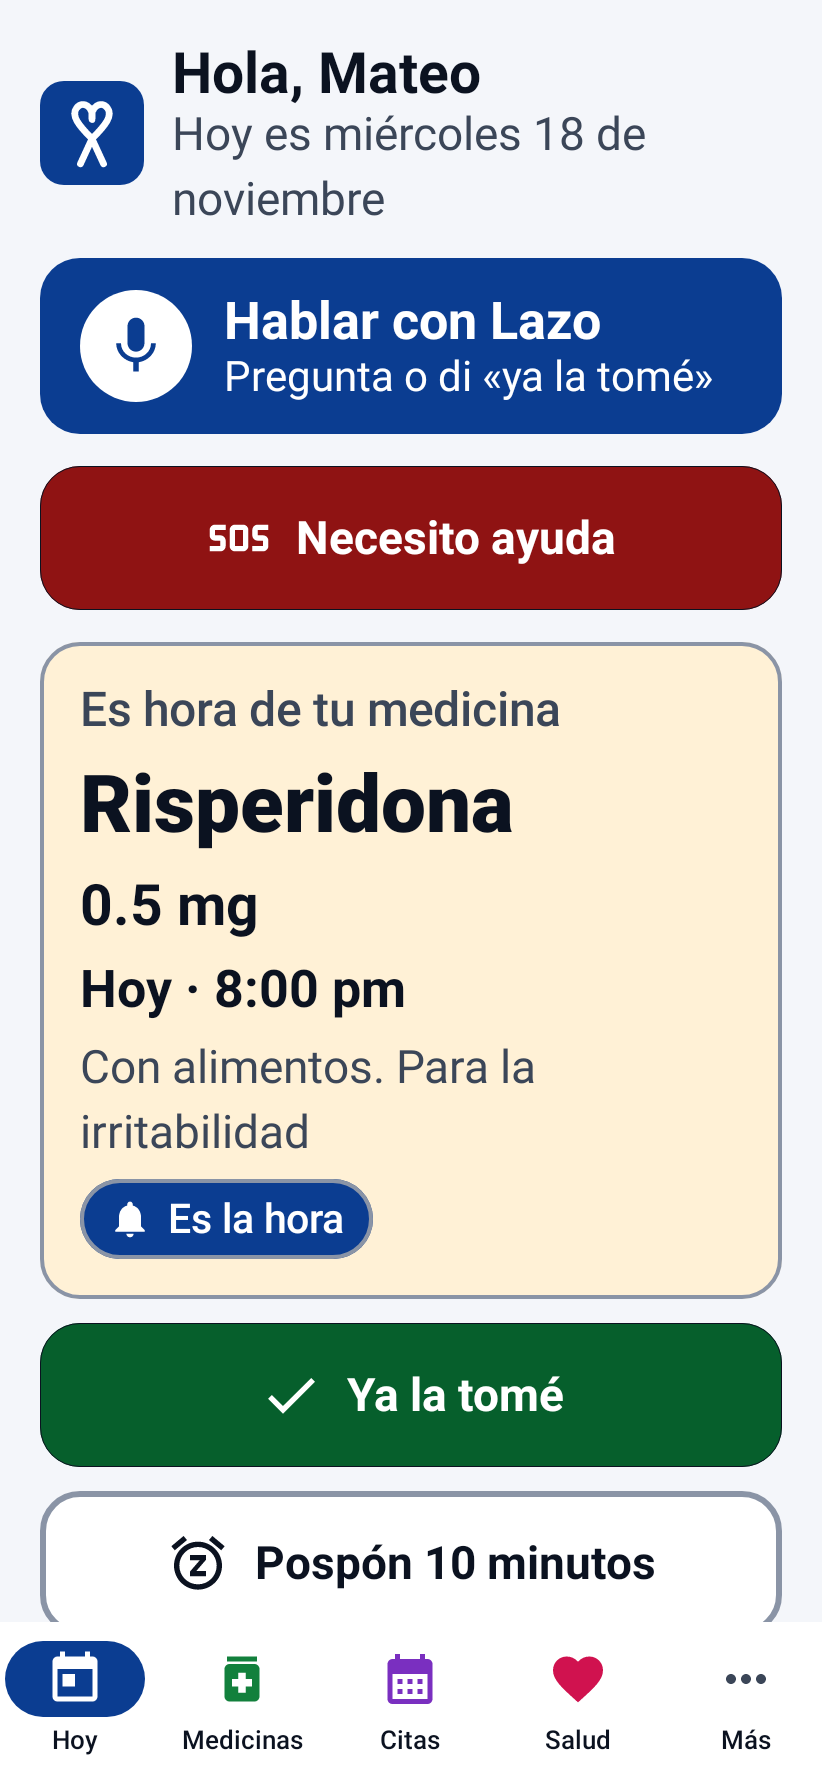 Hola, Mateo
Hoy es miércoles 18 de
noviembre
Hablar con Lazo
Pregunta o di «ya la tomé»
SOS Necesito ayuda
Es hora de tu medicina
Risperidona
0.5 mg
Hoy · 8:00 pm
Con alimentos. Para la
irritabilidad
Es la hora
Ya la tomé
Pospón 10 minutos
Hoy
Medicinas
Citas
Salud
Más